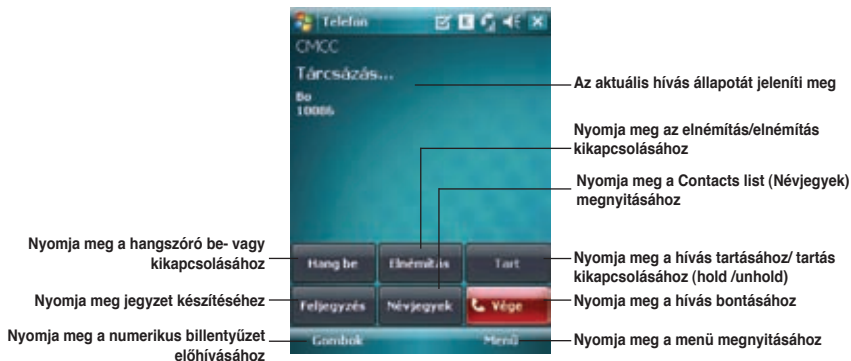 Telefon
CMCC
Tárcsázás...
Bo
10086
Az aktuális hívás állapotát jeleníti meg
Nyomja meg az elnémítás/elnémítás
kikapcsolásához
Nyomja meg a Contacts list (Névjegyek)
megnyitásához
Nyomja meg a hangszóró be- vagy
kikapcsolásához
Hang be
Elnémítás
Tart
Nyomja meg a hívás tartásához/ tartás
kikapcsolásához (hold /unhold)
Nyomja meg jegyzet készítéséhez
Feljegyzés
Névjegyek
Vége
Nyomja meg a hívás bontásához
Nyomja meg a numerikus billentyűzet
előhívásához
Gombok
Menü
Nyomja meg a menü megnyitásához